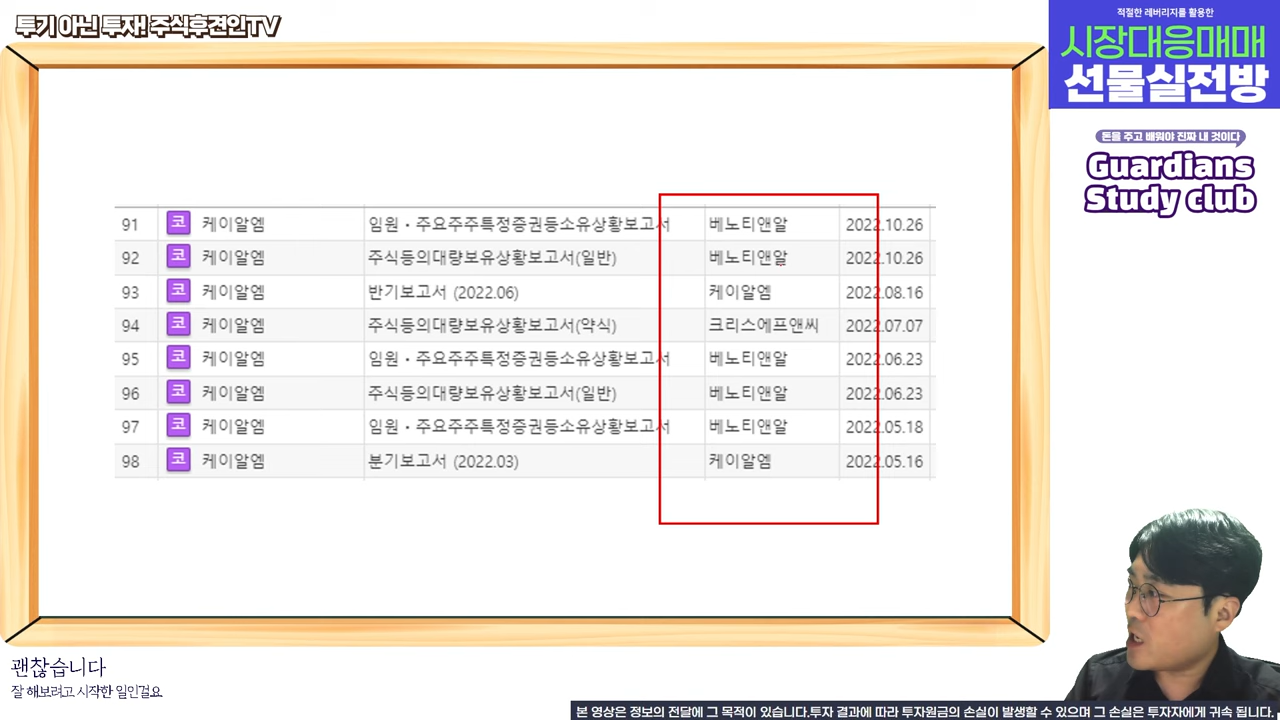 투기 아닌 투자! 주식후견인TV
적절한 레버리지를 활용한
시장대응매매
선물실전방
돈을 주고 배워야 진짜 내 것이다
Guardians
Study club
91 코 케이알엠 임원ㆍ주요주주특정증권등소유상황보고서 베노티앤알 2022.10.26
92 코 케이알엠 주식등의대량보유상황보고서(일반) 베노티앤알 2022.10.26
93 코 케이알엠 반기보고서 (2022.06) 케이알엠 2022.08.16
94 코 케이알엠 주식등의대량보유상황보고서(약식) 크리스에프앤씨 2022.07.07
95 코 케이알엠 임원ㆍ주요주주특정증권등소유상황보고서 베노티앤알 2022.06.23
96 코 케이알엠 주식등의대량보유상황보고서(일반) 베노티앤알 2022.06.23
97 코 케이알엠 임원ㆍ주요주주특정증권등소유상황보고서 베노티앤알 2022.05.18
98 코 케이알엠 분기보고서 (2022.03) 케이알엠 2022.05.16
괜찮습니다
잘 해보려고 시작한 일인걸요
본 영상은 정보의 전달에 그 목적이 있습니다.투자 결과에 따라 투자원금의 손실이 발생할 수 있으며 그 손실은 투자자에게 귀속 됩니다.